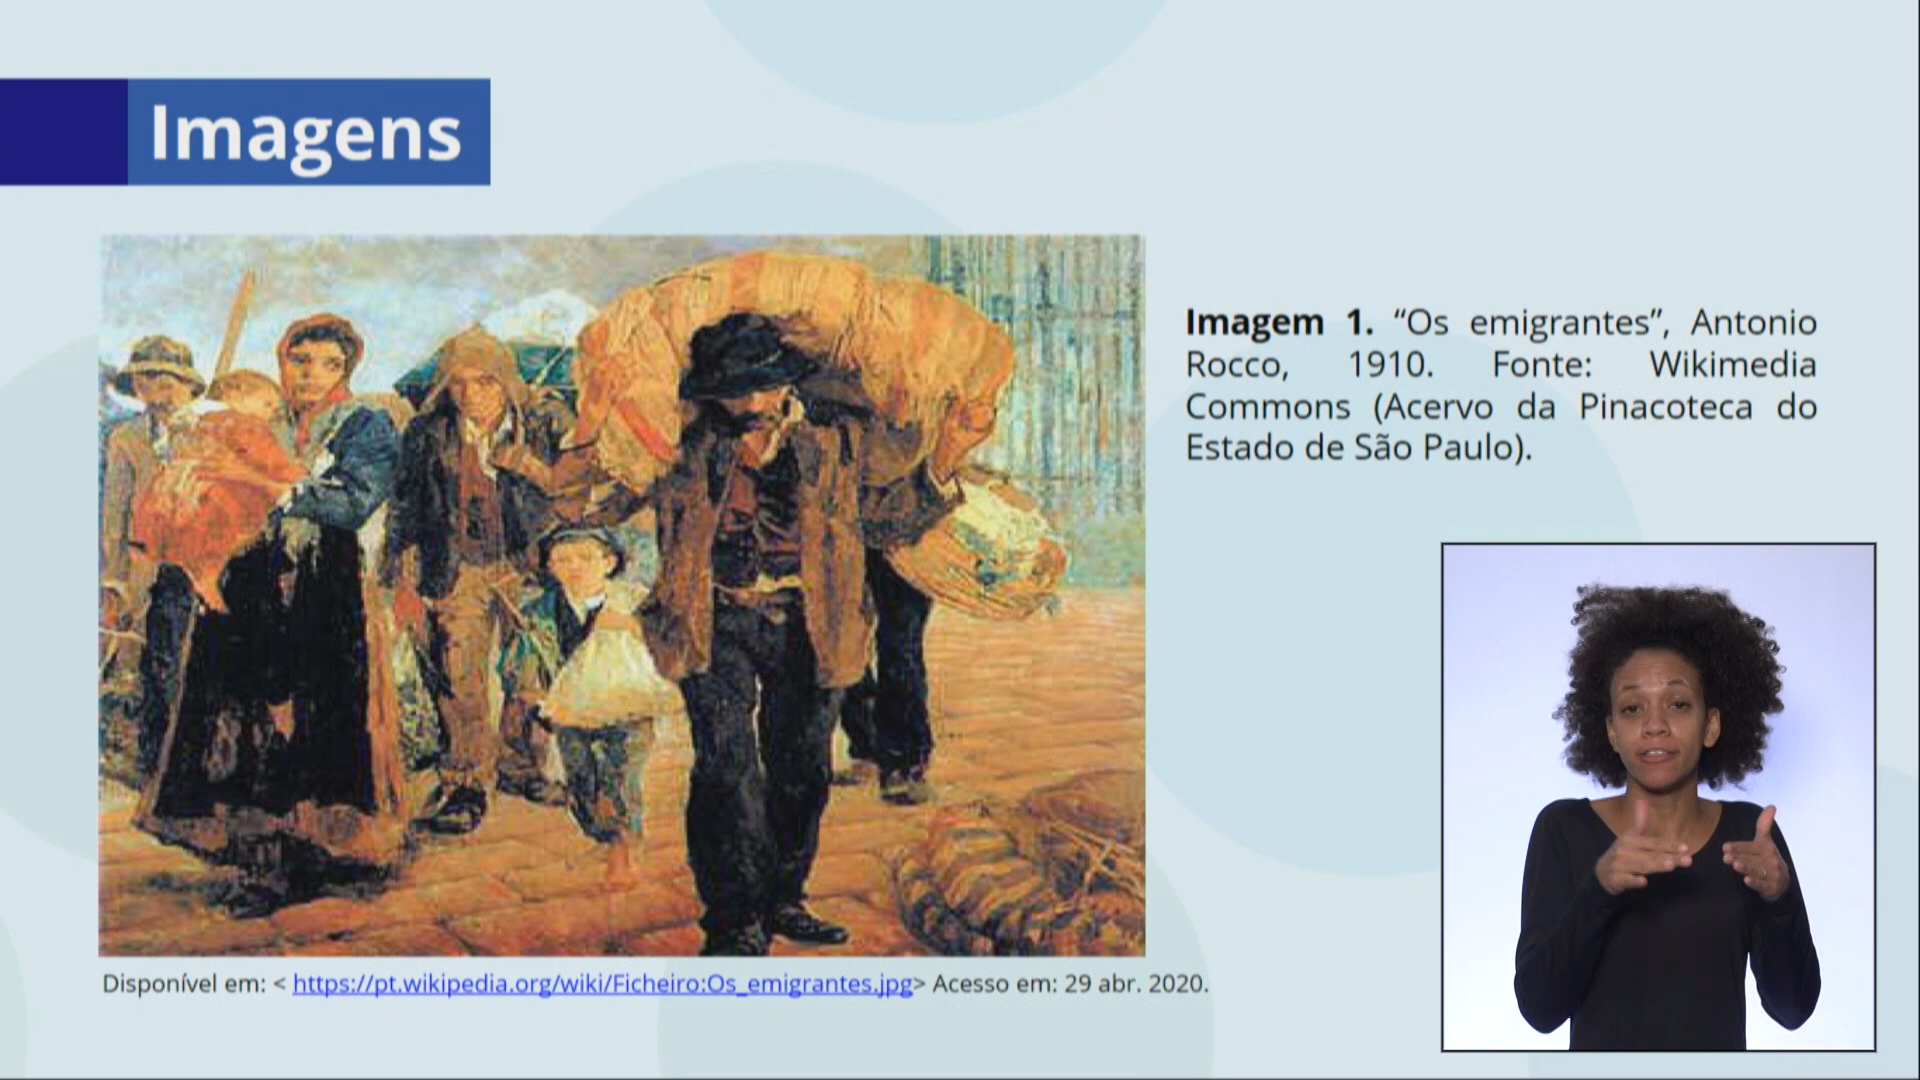 Imagens
Imagem 1. “Os emigrantes”, Antonio
Rocco, 1910. Fonte: Wikimedia
Commons (Acervo da Pinacoteca do
Estado de São Paulo).
Disponível em: < https://pt.wikipedia.org/wiki/Ficheiro:Os_emigrantes.jpg> Acesso em: 29 abr. 2020.